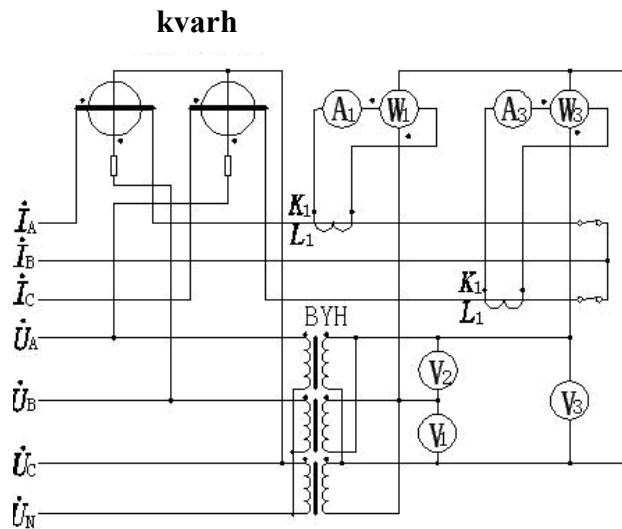 kvarh
A1 W1 A3 W3
K1
L1
İA
İB
İC
K1
L1
BYH
U̇A
U̇B
U̇C
U̇N
V2
V1
V3